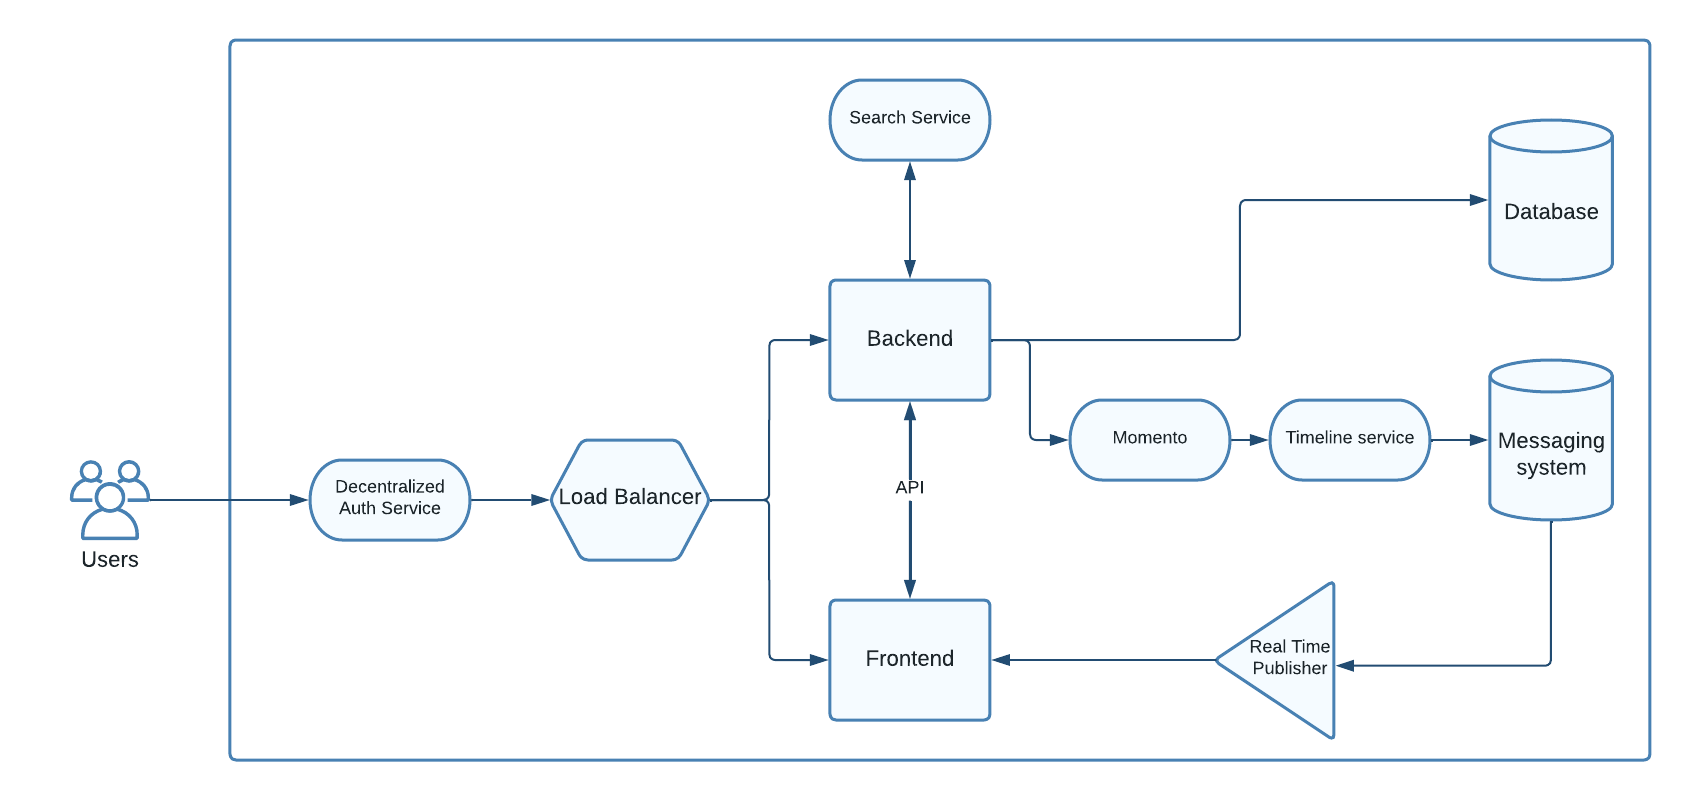 Search Service
Database
Backend
Momento
Timeline service
Messaging
system
Decentralized
Auth Service
Load Balancer
API
Users
Real Time
Publisher
Frontend